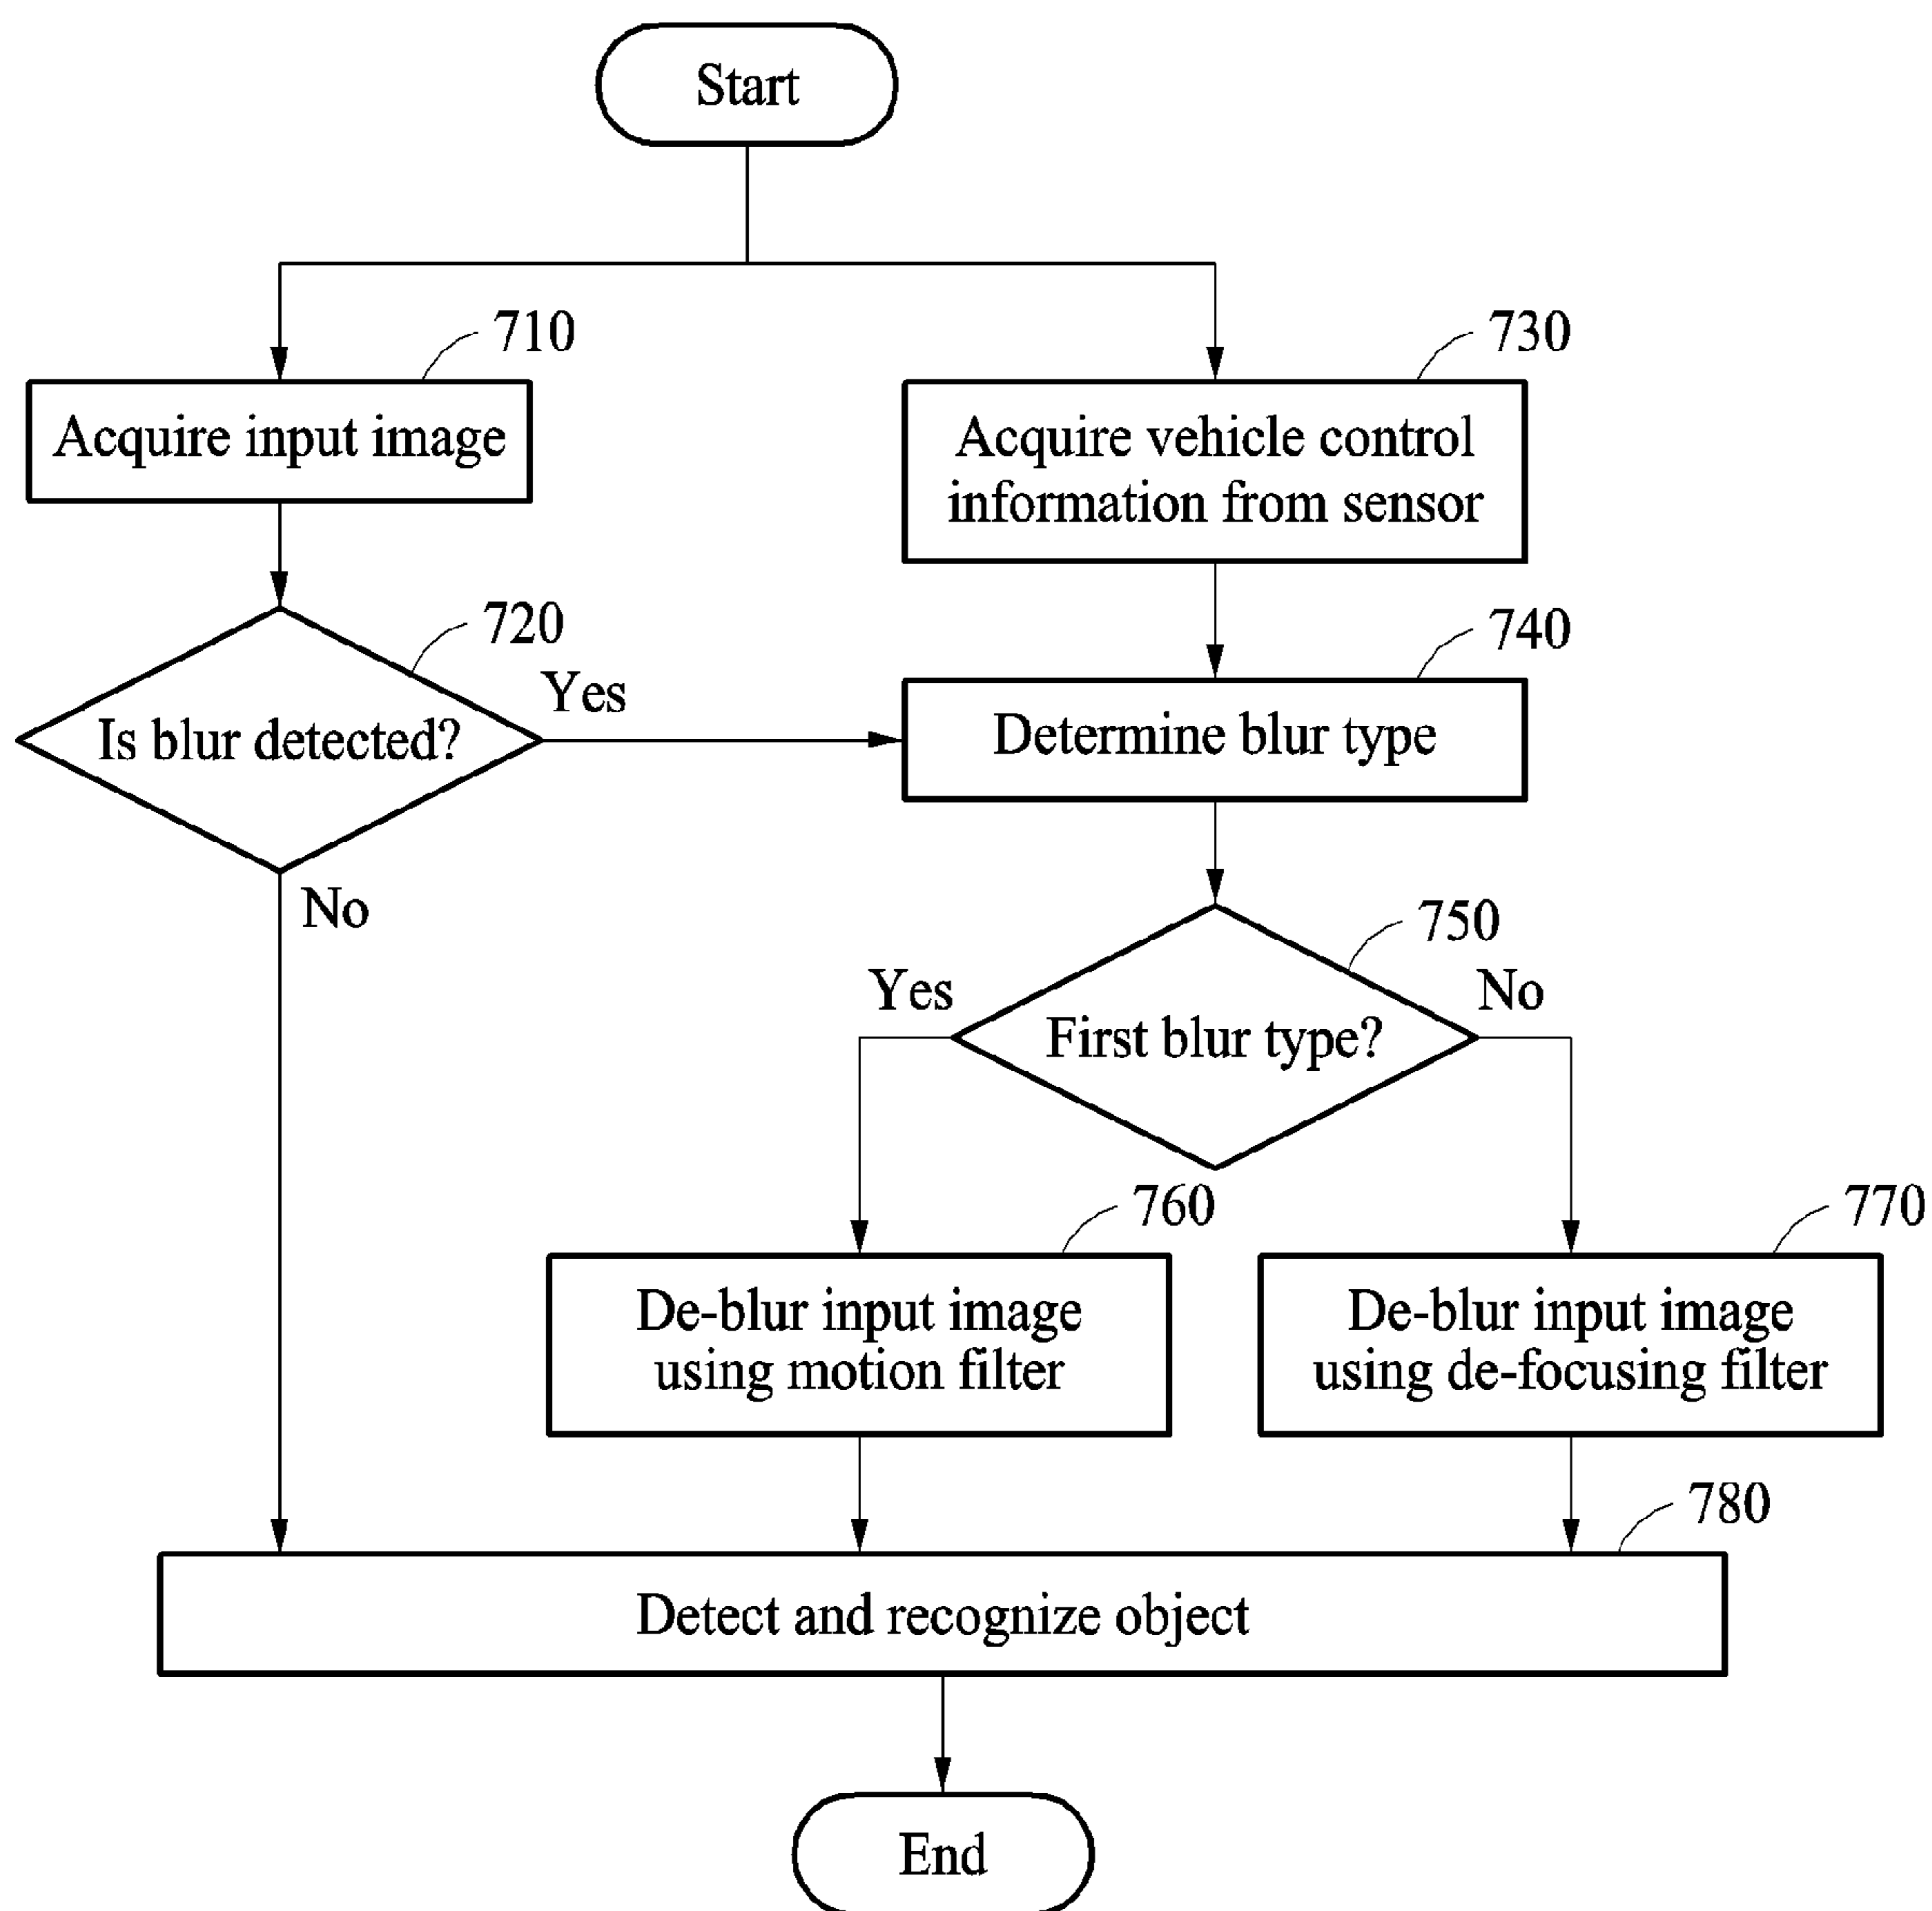 Start
710
Acquire input image
730
Acquire vehicle control
information from sensor
720
Is blur detected?
Yes
No
740
Determine blur type
750
First blur type?
Yes
No
760
De-blur input image
using motion filter
770
De-blur input image
using de-focusing filter
780
Detect and recognize object
End